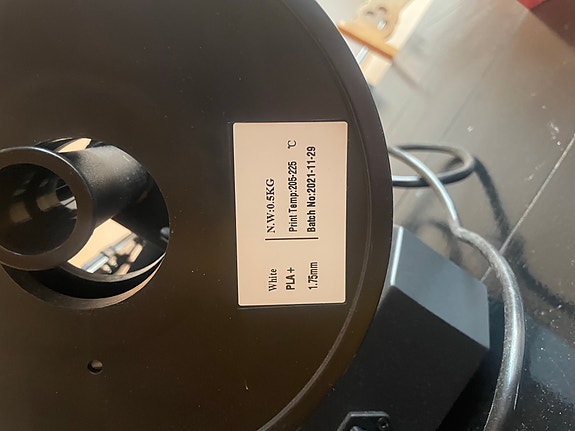 White N.W:0.5KG
PLA+ Print Temp:205-225 ℃
1.75mm Batch No:2021-11-29